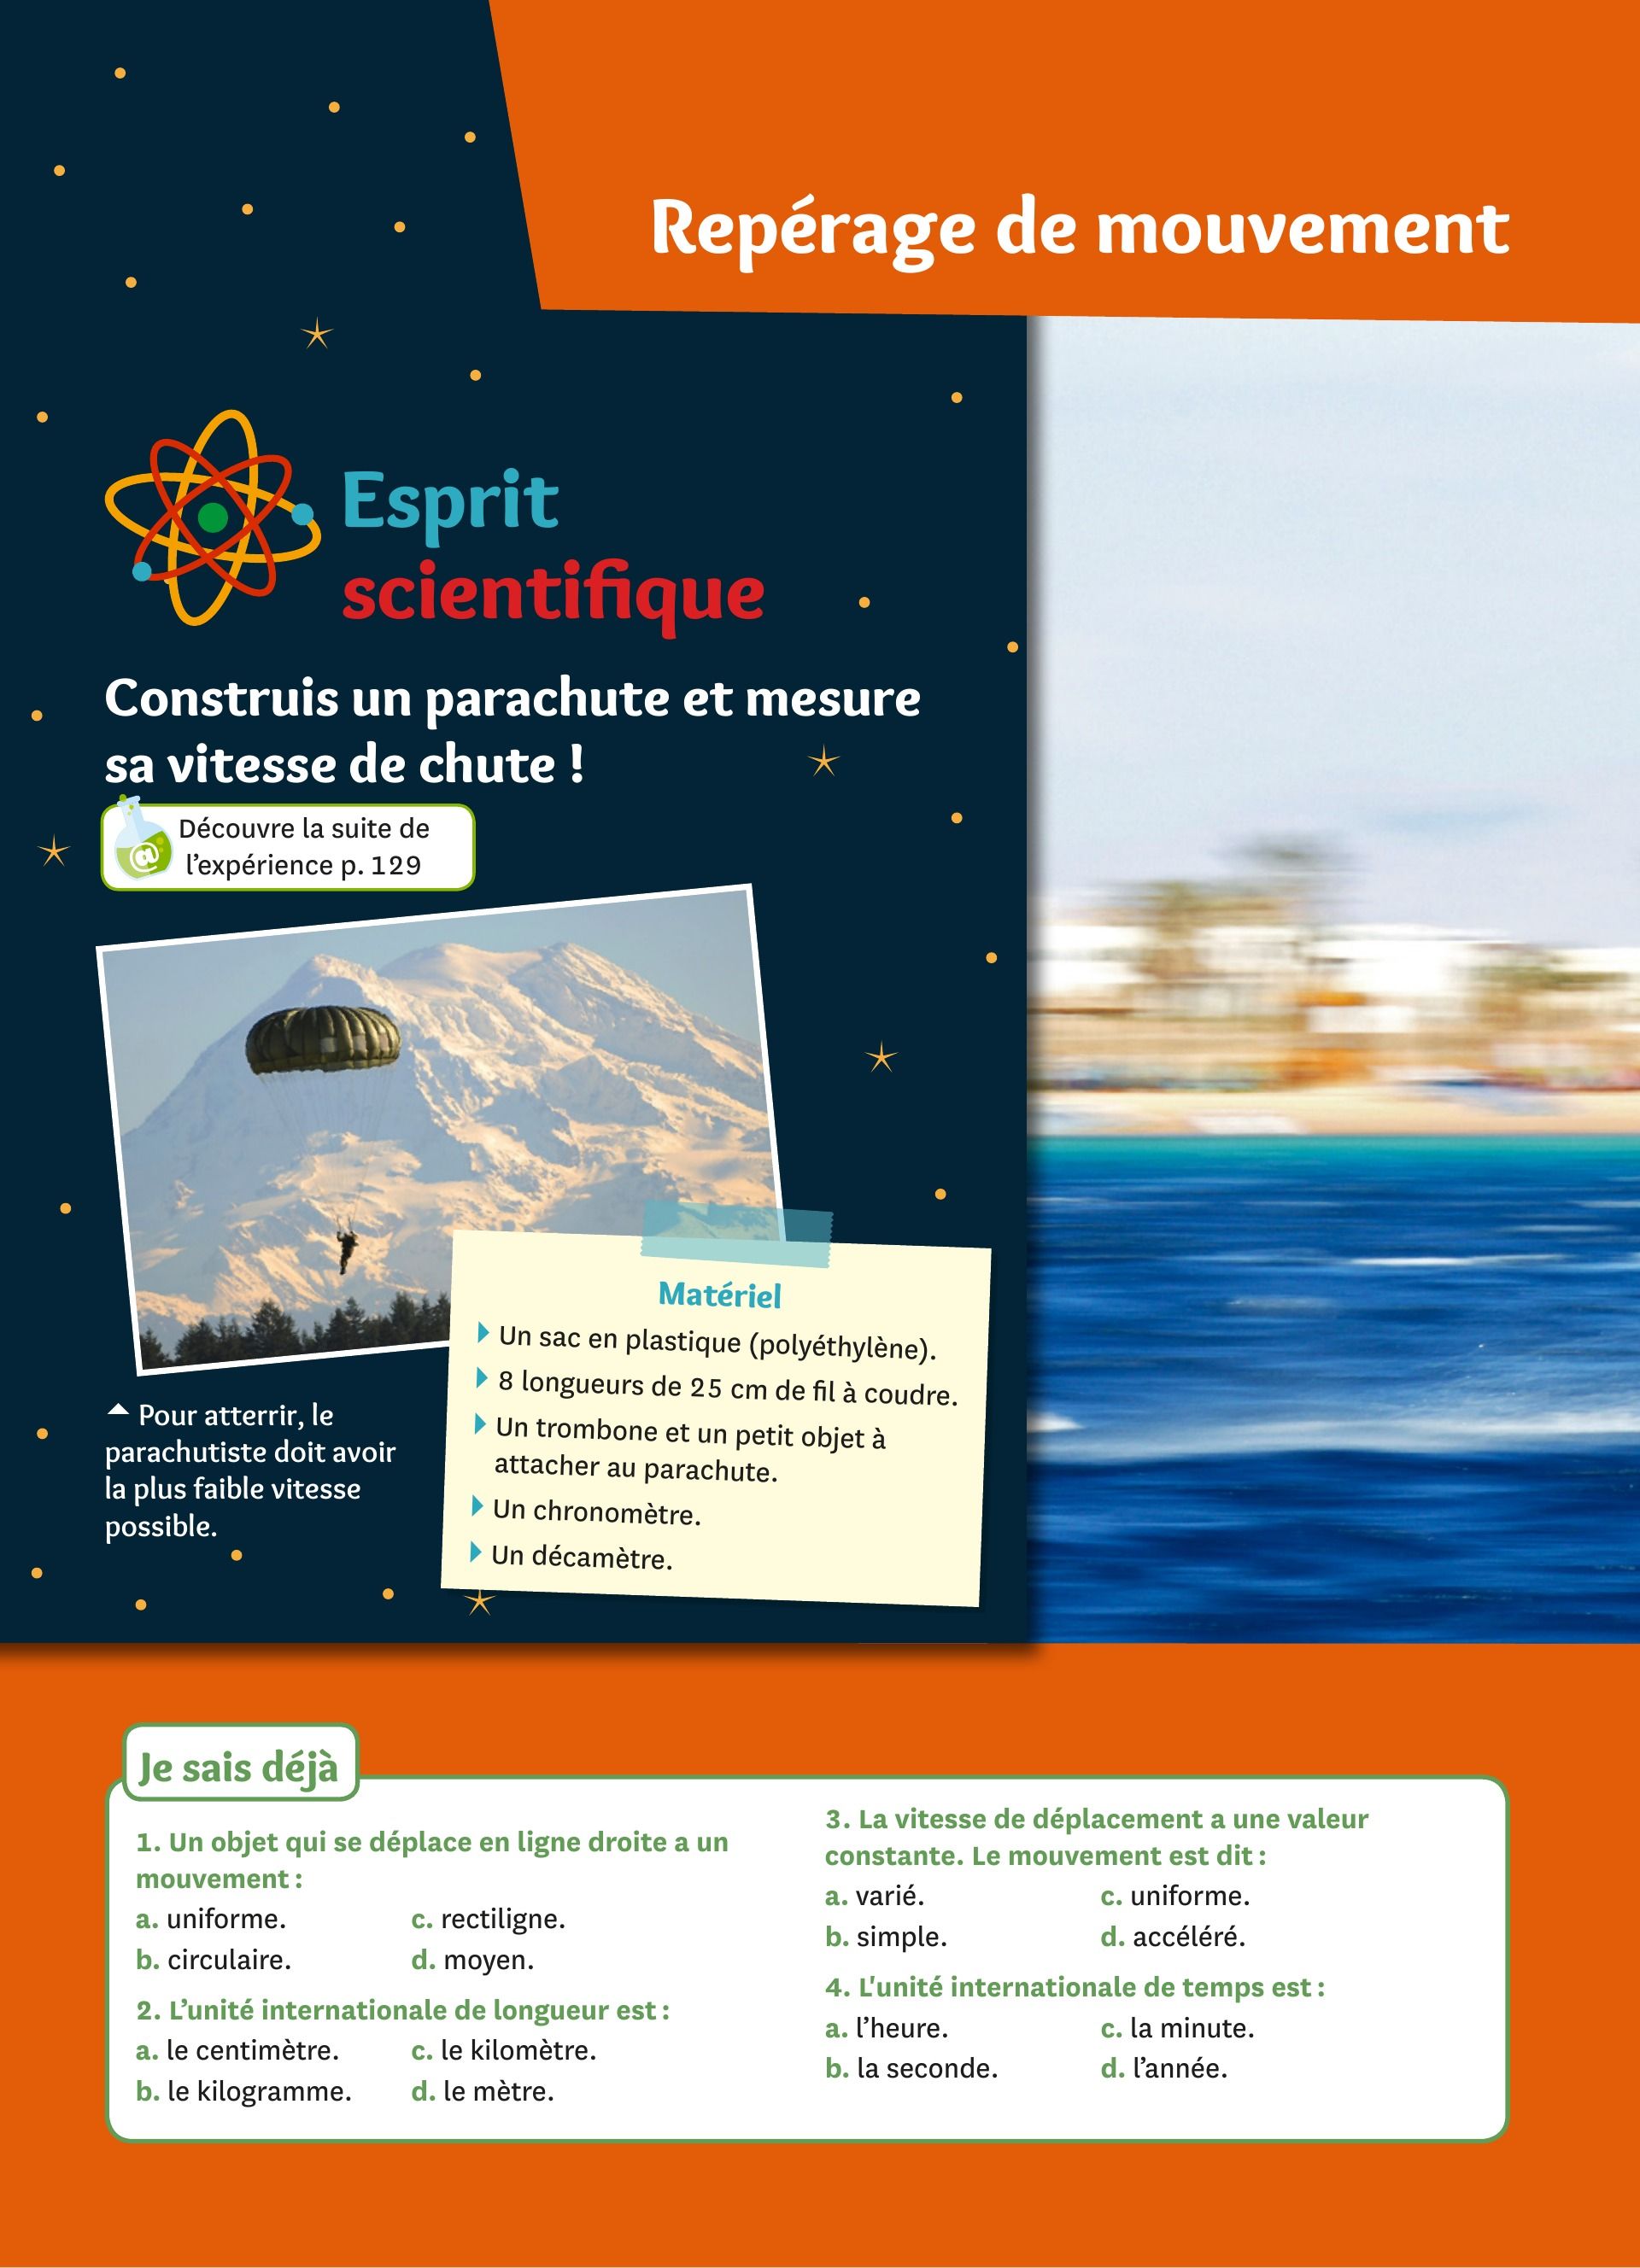 Repérage de mouvement
Esprit
scientifique
Construis un parachute et mesure
sa vitesse de chute !
@
Découvre la suite de
l’expérience p. 129
Matériel
Un sac en plastique (polyéthylène).
8 longueurs de 25 cm de fil à coudre.
Un trombone et un petit objet à
attacher au parachute.
Un chronomètre.
Un décamètre.
Pour atterrir, le
parachutiste doit avoir
la plus faible vitesse
possible.
Je sais déjà
1. Un objet qui se déplace en ligne droite a un
mouvement :
a. uniforme.
c. rectiligne.
b. circulaire.
d. moyen.
2. L’unité internationale de longueur est :
a. le centimètre.
c. le kilomètre.
b. le kilogramme.
d. le mètre.
3. La vitesse de déplacement a une valeur
constante. Le mouvement est dit :
a. varié.
c. uniforme.
b. simple.
d. accéléré.
4. L'unité internationale de temps est :
a. l’heure.
c. la minute.
b. la seconde.
d. l’année.